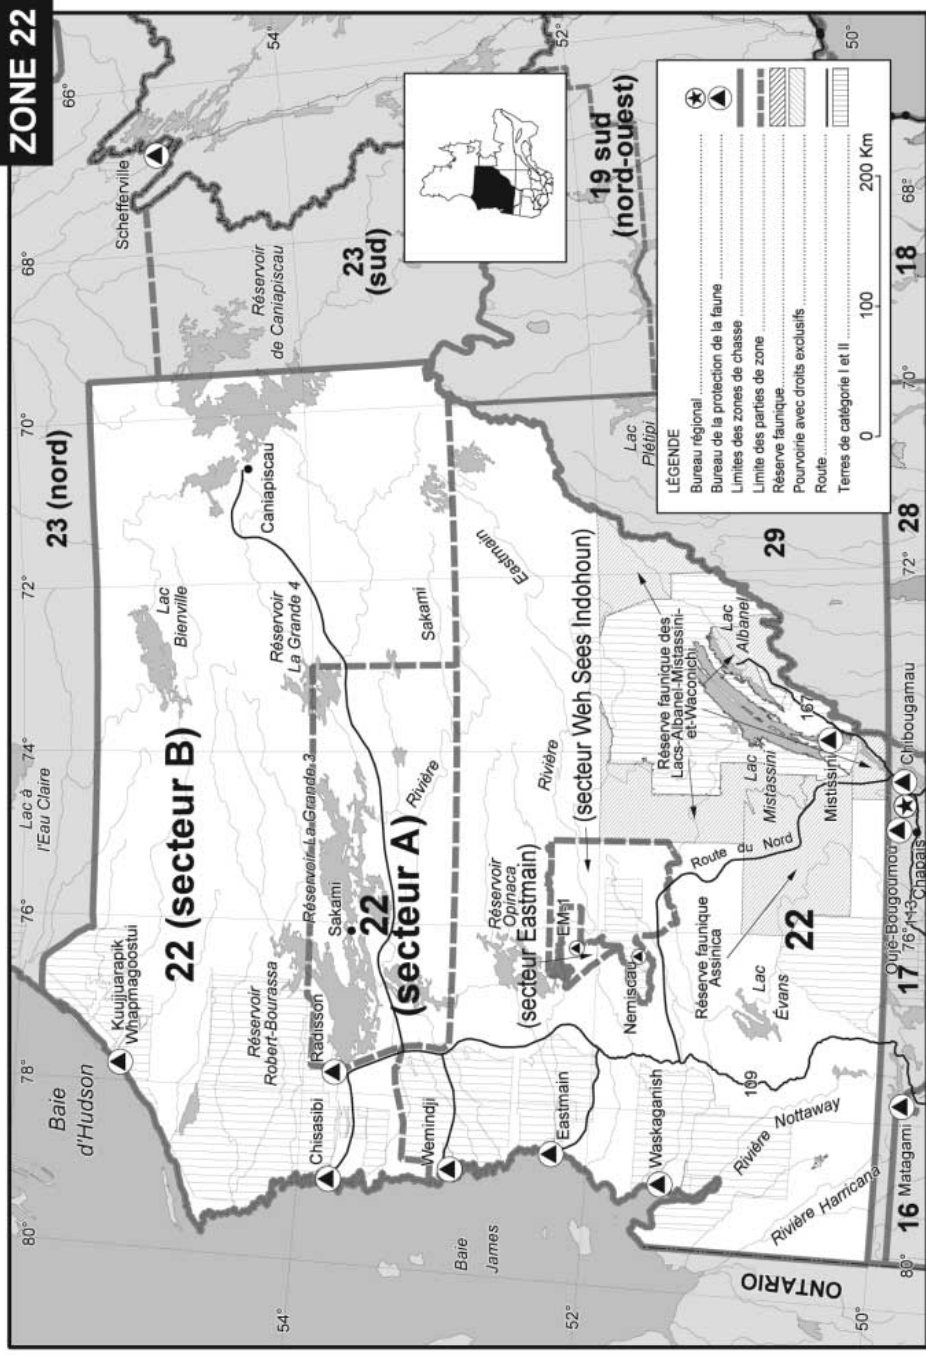 ZONE 22
66°
54°
52°
50°
Schefferville
68°
Réservoir
de Caniapiscau
23
(sud)
19 sud
(nord-ouest)
68°
18
LÉGENDE
Bureau régional
Bureau de la protection de la faune
Limites des zones de chasse
Limite des parties de zone
Réserve faunique
Pourvoirie avec droits exclusifs
Route
Terres de catégorie I et II
0 100 200 Km
70°
23 (nord)
Caniapiscau
Lac
Plétipi
70°
72°
Lac
Bienville
Réservoir
La Grande 4
Sakami
Eastmain
29
28
72°
74°
Lac à
l'Eau Claire
22 (secteur B)
Réservoir La Grande 3
Rivière
Rivière
(secteur Weh Sees Indohoun)
Réserve faunique des
Lacs-Albanel-Mistassini-
et-Waconichi
Lac
Albanel
Lac
Mistassini
167
Mistissini
Chibougamau
76°
Sakami
22
(secteur A)
Réservoir
Opinaca
(secteur Eastmain)
EM-1
Nemiscau
Route du Nord
Réserve faunique
Assinica
22
Oujé-Bougoumou
Chapais
113
76°
17
Kuujjuarapik
Whapmagoostui
Réservoir
Robert-Bourassa
Radisson
Lac
Évans
78°
Baie
d'Hudson
Chisasibi
Wemindji
Eastmain
Waskaganish
109
Rivière Nottaway
Rivière Harricana
Matagami
16
80°
Baie
James
ONTARIO
80°
54°
52°
50°